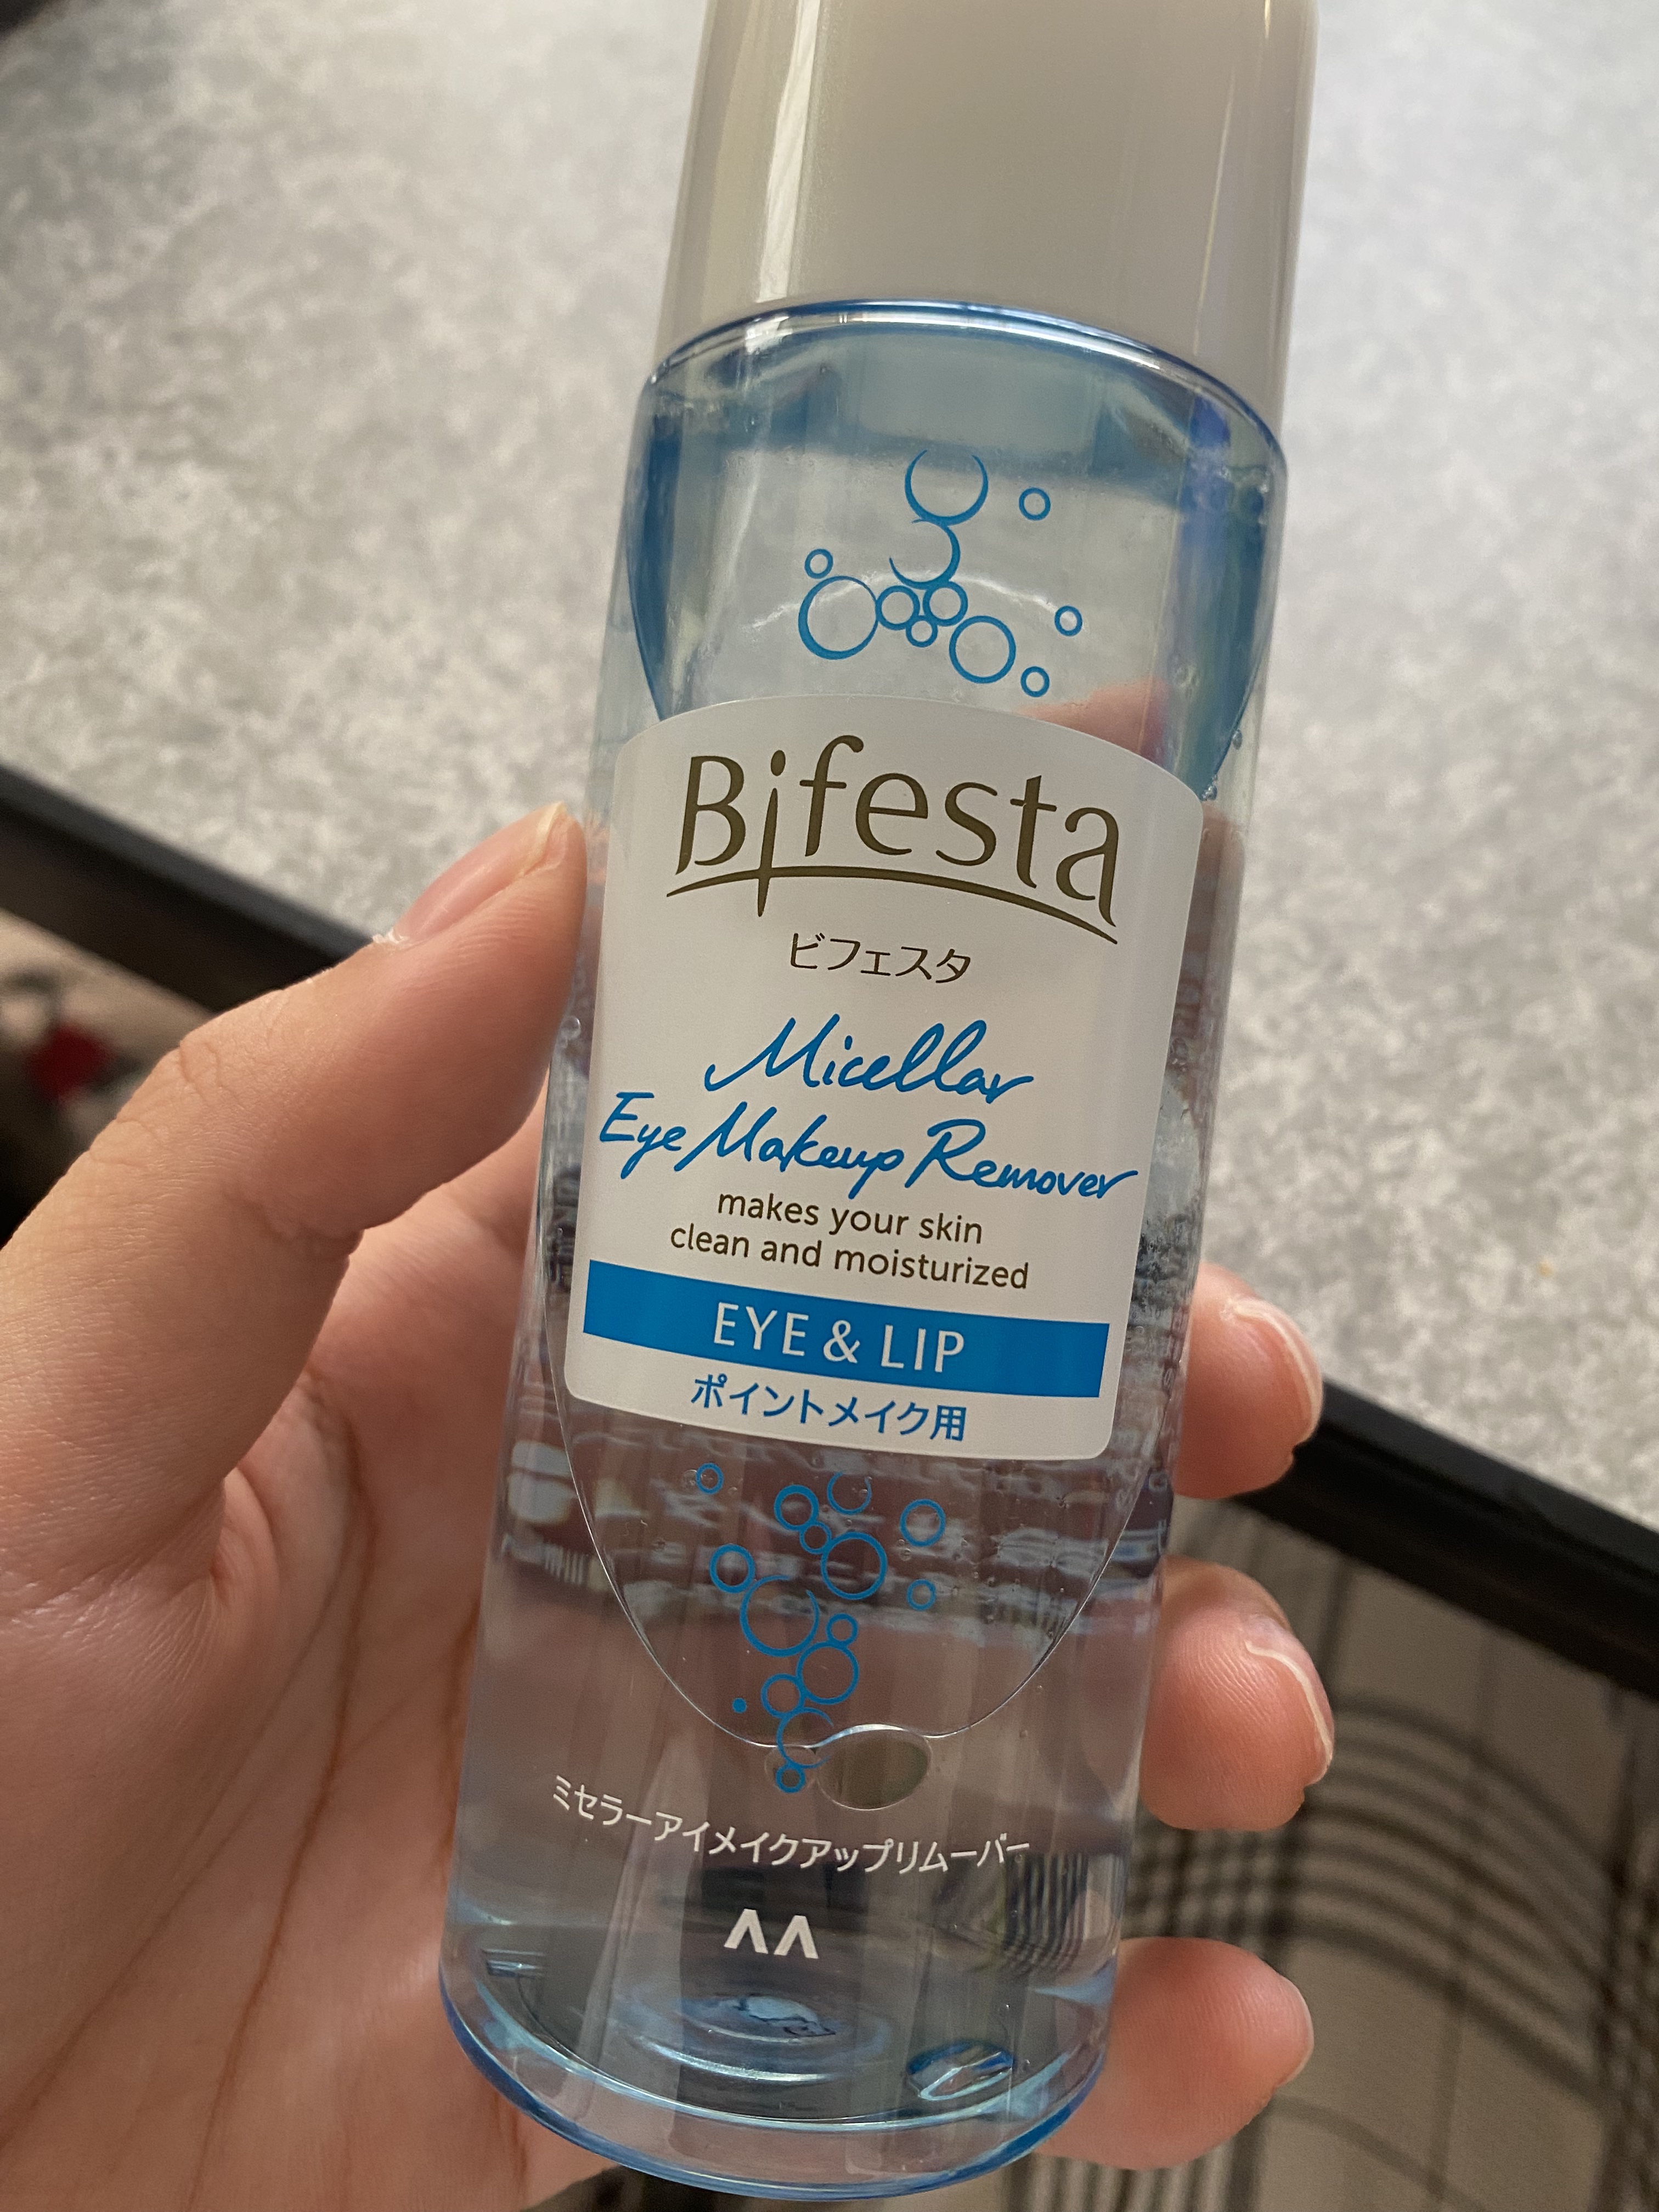 Bifesta
ビフェスタ
Micellar
Eye Makeup Remover
makes your skin
clean and moisturized
EYE & LIP
ポイントメイク用
ミセラーアイメイクアップリムーバー